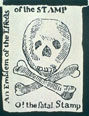 An Emblem of the Effects
of the STAMP
O! the fatal Stamp